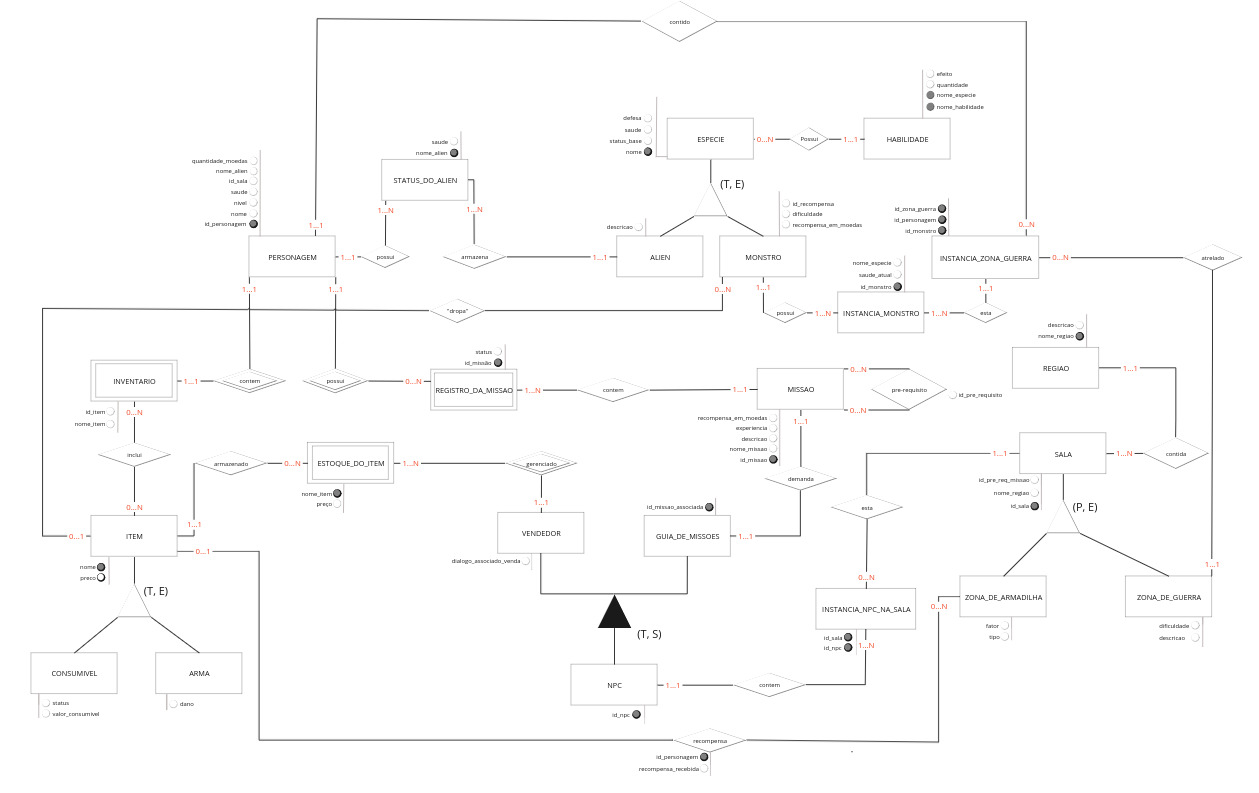 contido
efeito
quantidade
nome_especie
nome_habilidade
defesa
saude
status_base
nome
ESPECIE
0...N
Possui
1...1
HABILIDADE
saude
nome_alien
STATUS_DO_ALIEN
(T, E)
quantidade_moedas
nome_alien
id_sala
saude
nivel
nome
id_personagem
1...N
1...N
1...1
descricao
id_recompensa
dificuldade
recompensa_em_moedas
id_zona_guerra
id_personagem
id_monstro
0...N
PERSONAGEM
1...1
possui
armazena
1...1
ALIEN
MONSTRO
nome_especie
saude_atual
id_monstro
INSTANCIA_ZONA_GUERRA
0...N
atrelado
1...1
1...1
0...N
1...1
1...1
"dropa"
possui
1...N
INSTANCIA_MONSTRO
1...N
esta
descricao
nome_regiao
status
id_missão
INVENTARIO
1...1
contem
possui
0...N
REGISTRO_DA_MISSAO
1...N
contem
1...1
MISSAO
0...N
pre-requisito
id_pre_requisito
0...N
REGIAO
1...1
id_item
nome_item
0...N
recompensa_em_moedas
experiencia
descricao
nome_missao
id_missao
1...1
inclui
armazenado
0...N
ESTOQUE_DO_ITEM
1...N
gerenciado
demanda
1...1
SALA
1...N
contida
nome_item
preço
id_pre_req_missao
nome_regiao
id_sala
(P, E)
0...N
1...1
1...1
id_missao_associada
esta
0...1
ITEM
VENDEDOR
GUIA_DE_MISSOES
1...1
0...1
dialogo_associado_venda
nome
preco
(T, E)
0...N
1...1
INSTANCIA_NPC_NA_SALA
0...N
ZONA_DE_ARMADILHA
ZONA_DE_GUERRA
fator
tipo
dificuldade
descricao
(T, S)
id_sala
id_npc
1...N
CONSUMIVEL
ARMA
status
valor_consumivel
dano
NPC
1...1
contem
id_npc
recompensa
id_personagem
recompensa_recebida